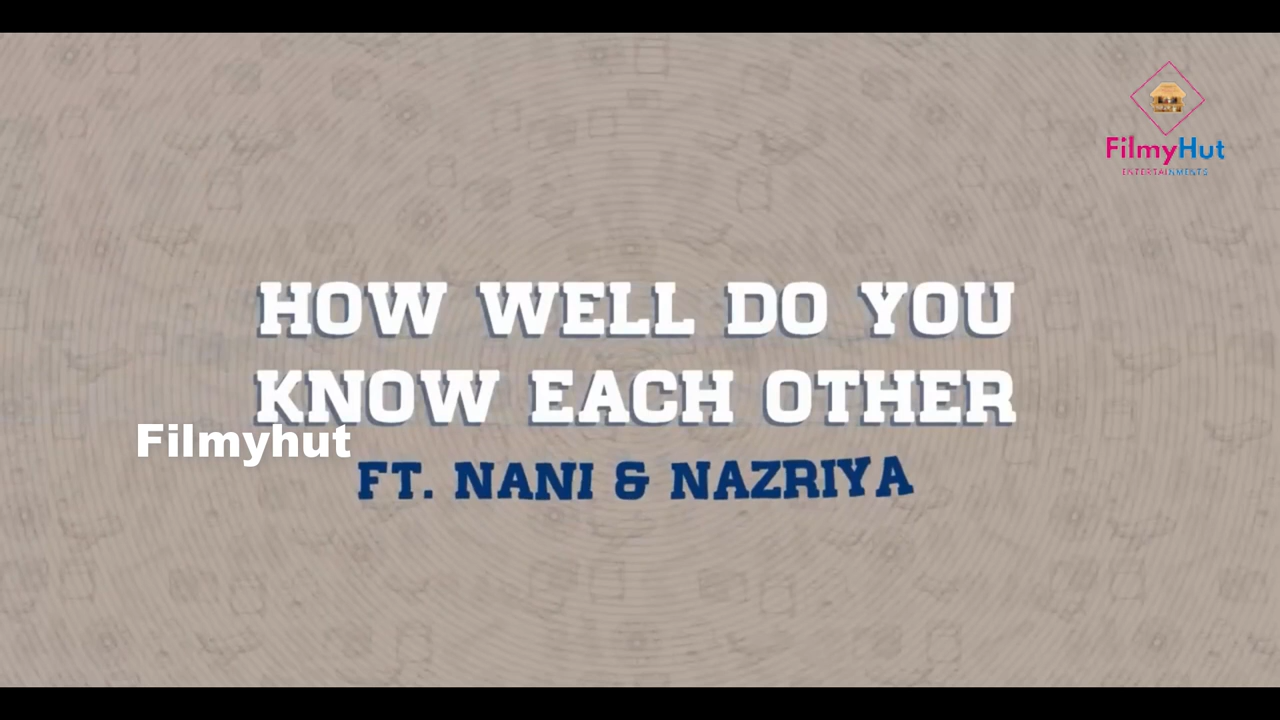 FilmyHut
ENTERTAINMENTS
HOW WELL DO YOU
KNOW EACH OTHER
Filmyhut
FT. NANI & NAZRIYA